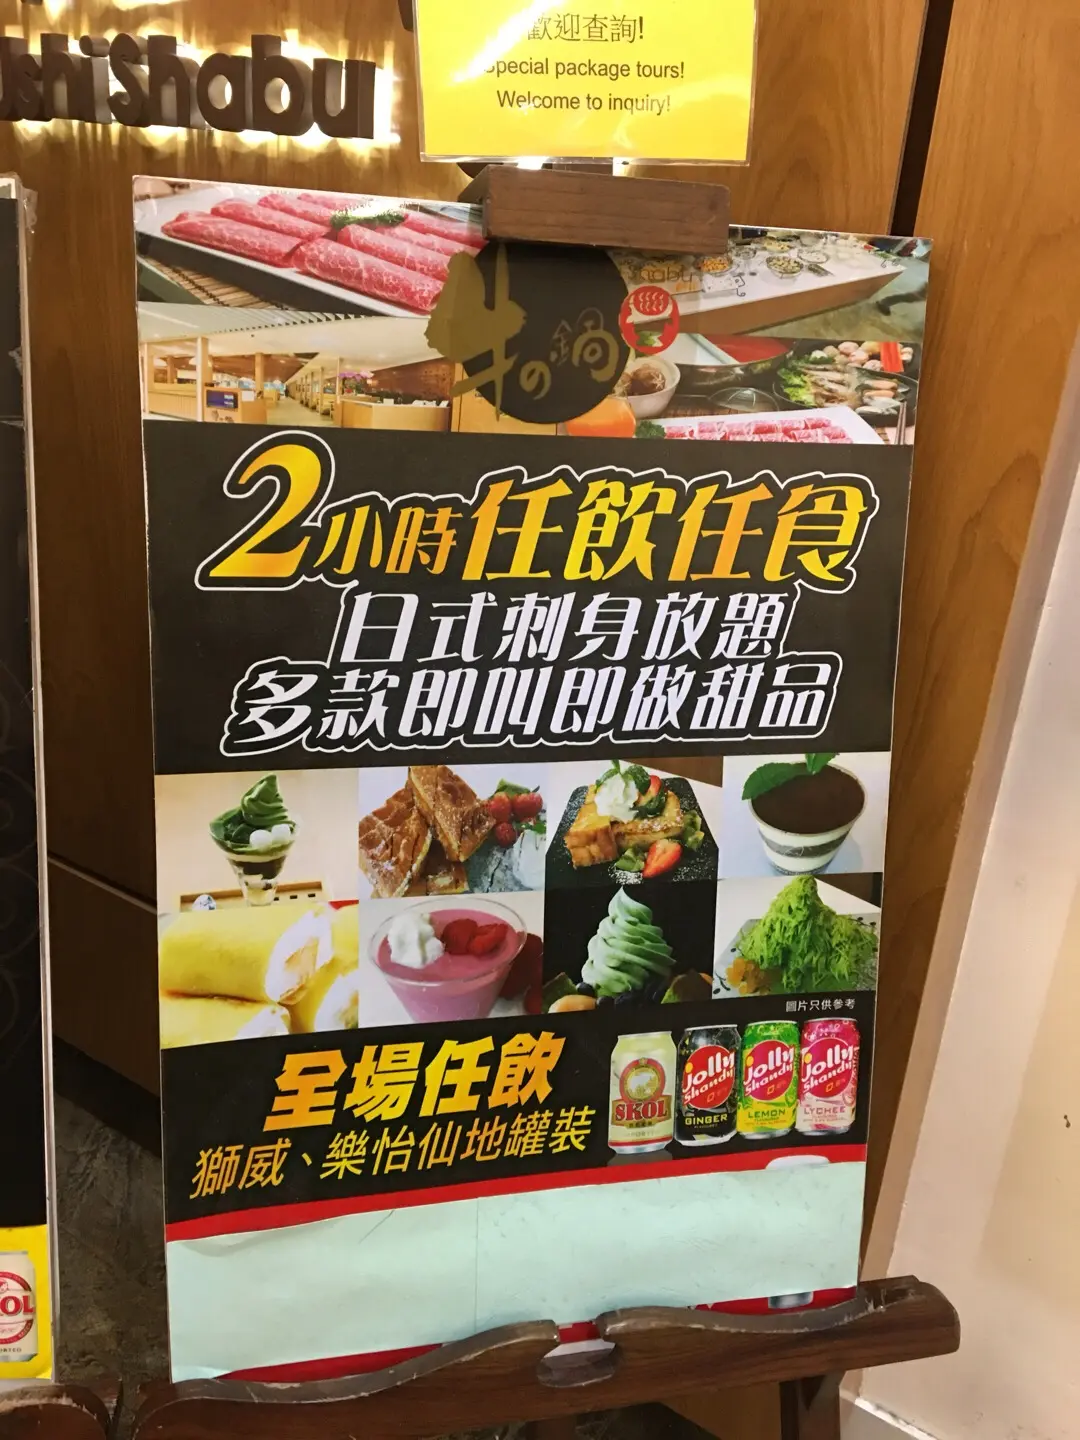 歡迎查詢!
Special package tours!
Welcome to inquiry!
ushi Shabu
牛の鍋
2小時任飲任食
日式刺身放題
多款即叫即做甜品
圖片只供參考
全場任飲
獅威、樂怡仙地罐裝
SKOL
jolly Shandy
GINGER
jolly Shandy
LEMON
jolly Shandy
LYCHEE